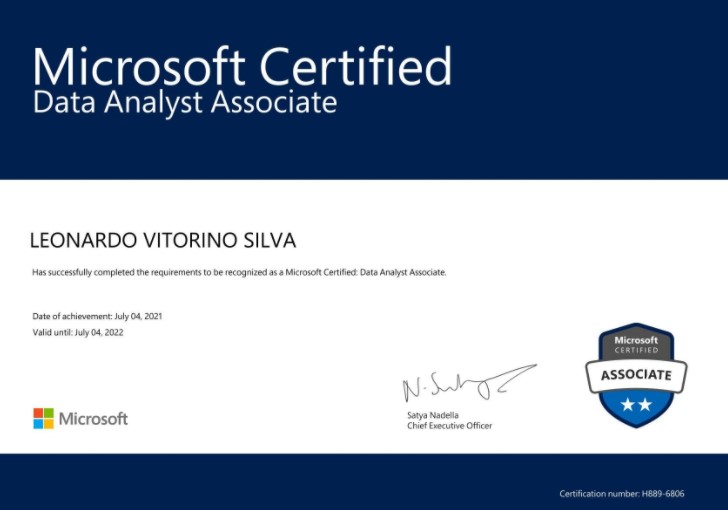 Microsoft Certified
Data Analyst Associate
LEONARDO VITORINO SILVA
Has successfully completed the requirements to be recognized as a Microsoft Certified: Data Analyst Associate.
Date of achievement: July 04, 2021
Valid until: July 04, 2022
Microsoft
CERTIFIED
ASSOCIATE
Satya Nadella
Chief Executive Officer
Microsoft
Certification number: H889-6806